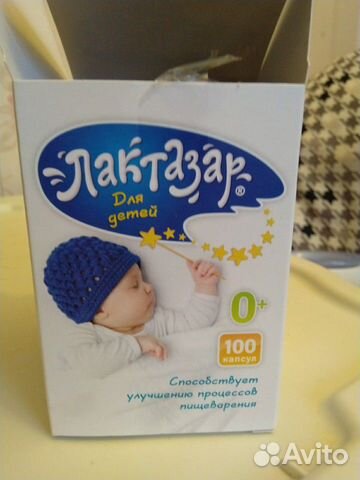 Лактазар®
Для
детей
0+
100
капсул
Способствует
улучшению процессов
пищеварения
Avito